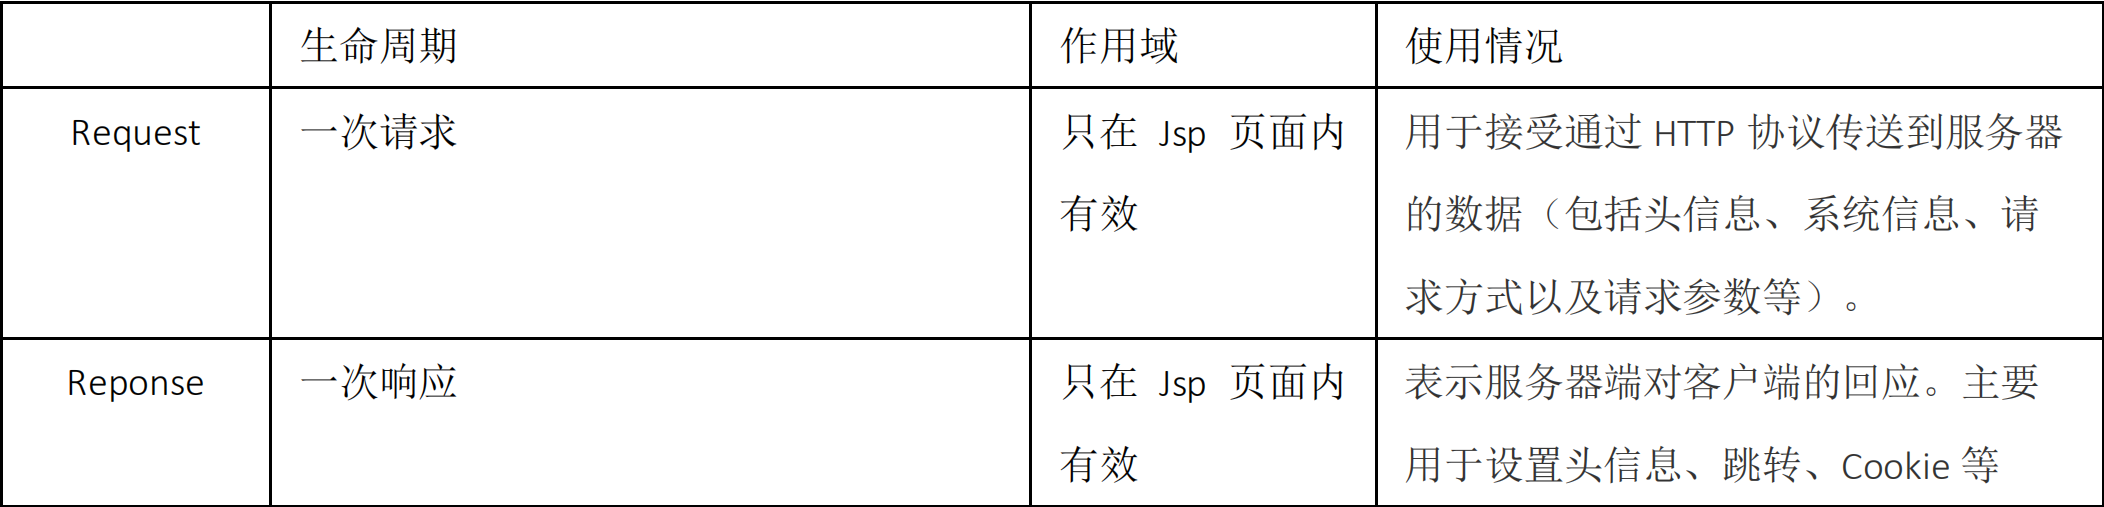 生命周期 作用域 使用情况
Request 一次请求 只在 Jsp 页面内 用于接受通过 HTTP 协议传送到服务器
有效 的数据（包括头信息、系统信息、请
求方式以及请求参数等）。
Reponse 一次响应 只在 Jsp 页面内 表示服务器端对客户端的回应。主要
有效 用于设置头信息、跳转、Cookie 等